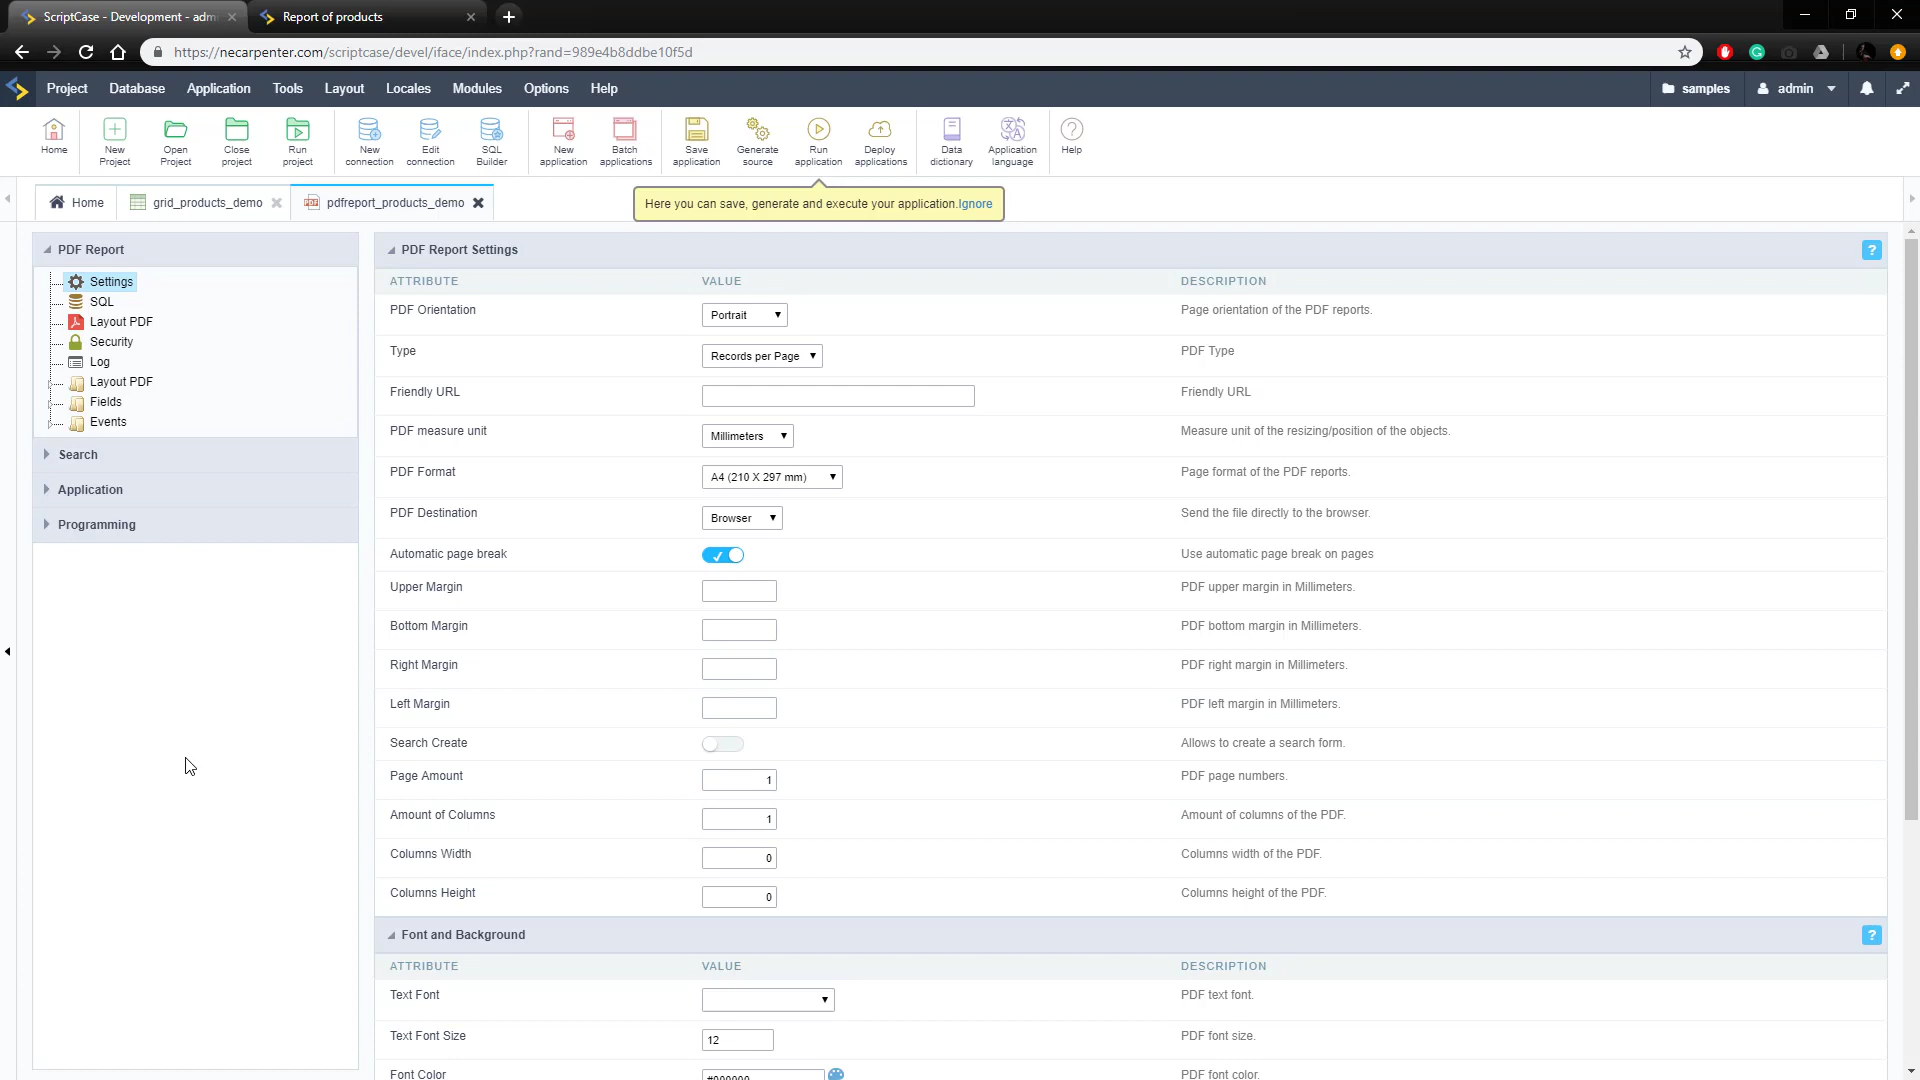 ScriptCase - Development - adm
Report of products
https://necarpenter.com/scriptcase/devel/iface/index.php?rand=989e4b8ddbe10f5d
Project Database Application Tools Layout Locales Modules Options Help
samples admin
Home
New Project
Open Project
Close project
Run project
New connection
Edit connection
SQL Builder
New application
Batch applications
Save application
Generate source
Run application
Deploy applications
Data dictionary
Application language
Help
Home
grid_products_demo
pdfreport_products_demo
Here you can save, generate and execute your application.Ignore
PDF Report
Settings
SQL
Layout PDF
Security
Log
Layout PDF
Fields
Events
Search
Application
Programming
PDF Report Settings ?
ATTRIBUTE VALUE DESCRIPTION
PDF Orientation Portrait Page orientation of the PDF reports.
Type Records per Page PDF Type
Friendly URL Friendly URL
PDF measure unit Millimeters Measure unit of the resizing/position of the objects.
PDF Format A4 (210 X 297 mm) Page format of the PDF reports.
PDF Destination Browser Send the file directly to the browser.
Automatic page break Use automatic page break on pages
Upper Margin PDF upper margin in Millimeters.
Bottom Margin PDF bottom margin in Millimeters.
Right Margin PDF right margin in Millimeters.
Left Margin PDF left margin in Millimeters.
Search Create Allows to create a search form.
Page Amount 1 PDF page numbers.
Amount of Columns 1 Amount of columns of the PDF.
Columns Width 0 Columns width of the PDF.
Columns Height 0 Columns height of the PDF.
Font and Background ?
ATTRIBUTE VALUE DESCRIPTION
Text Font PDF text font.
Text Font Size 12 PDF font size.
Font Color #000000 PDF font color.